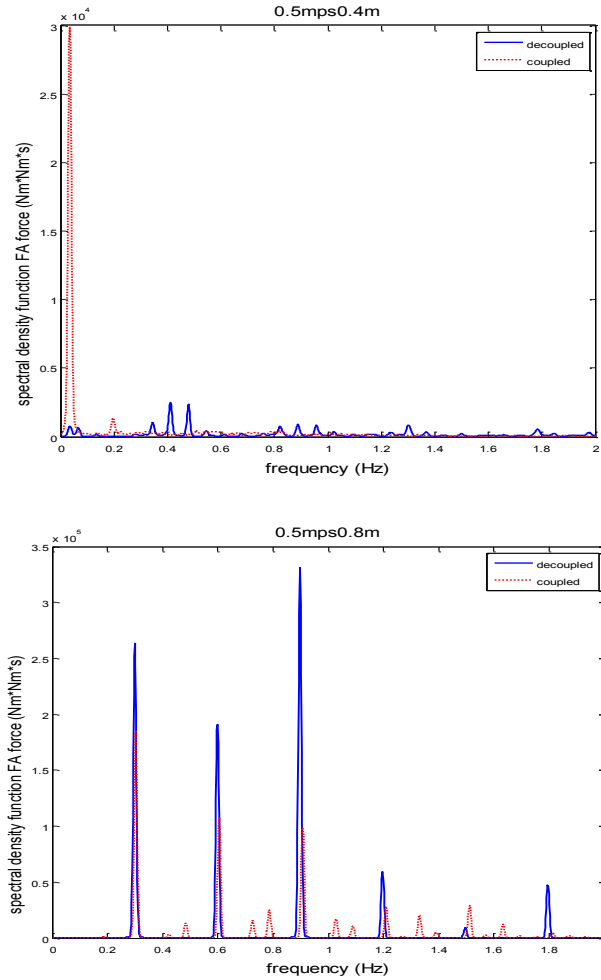 0.5mps0.4m
x 10^4
decoupled
coupled
3
2.5
2
1.5
1
0.5
0
0 0.2 0.4 0.6 0.8 1 1.2 1.4 1.6 1.8 2
spectral density function FA force (Nm*Nm*s)
frequency (Hz)
0.5mps0.8m
x 10^5
decoupled
coupled
3.5
3
2.5
2
1.5
1
0.5
0
0 0.2 0.4 0.6 0.8 1 1.2 1.4 1.6 1.8
spectral density function FA force (Nm*Nm*s)
frequency (Hz)